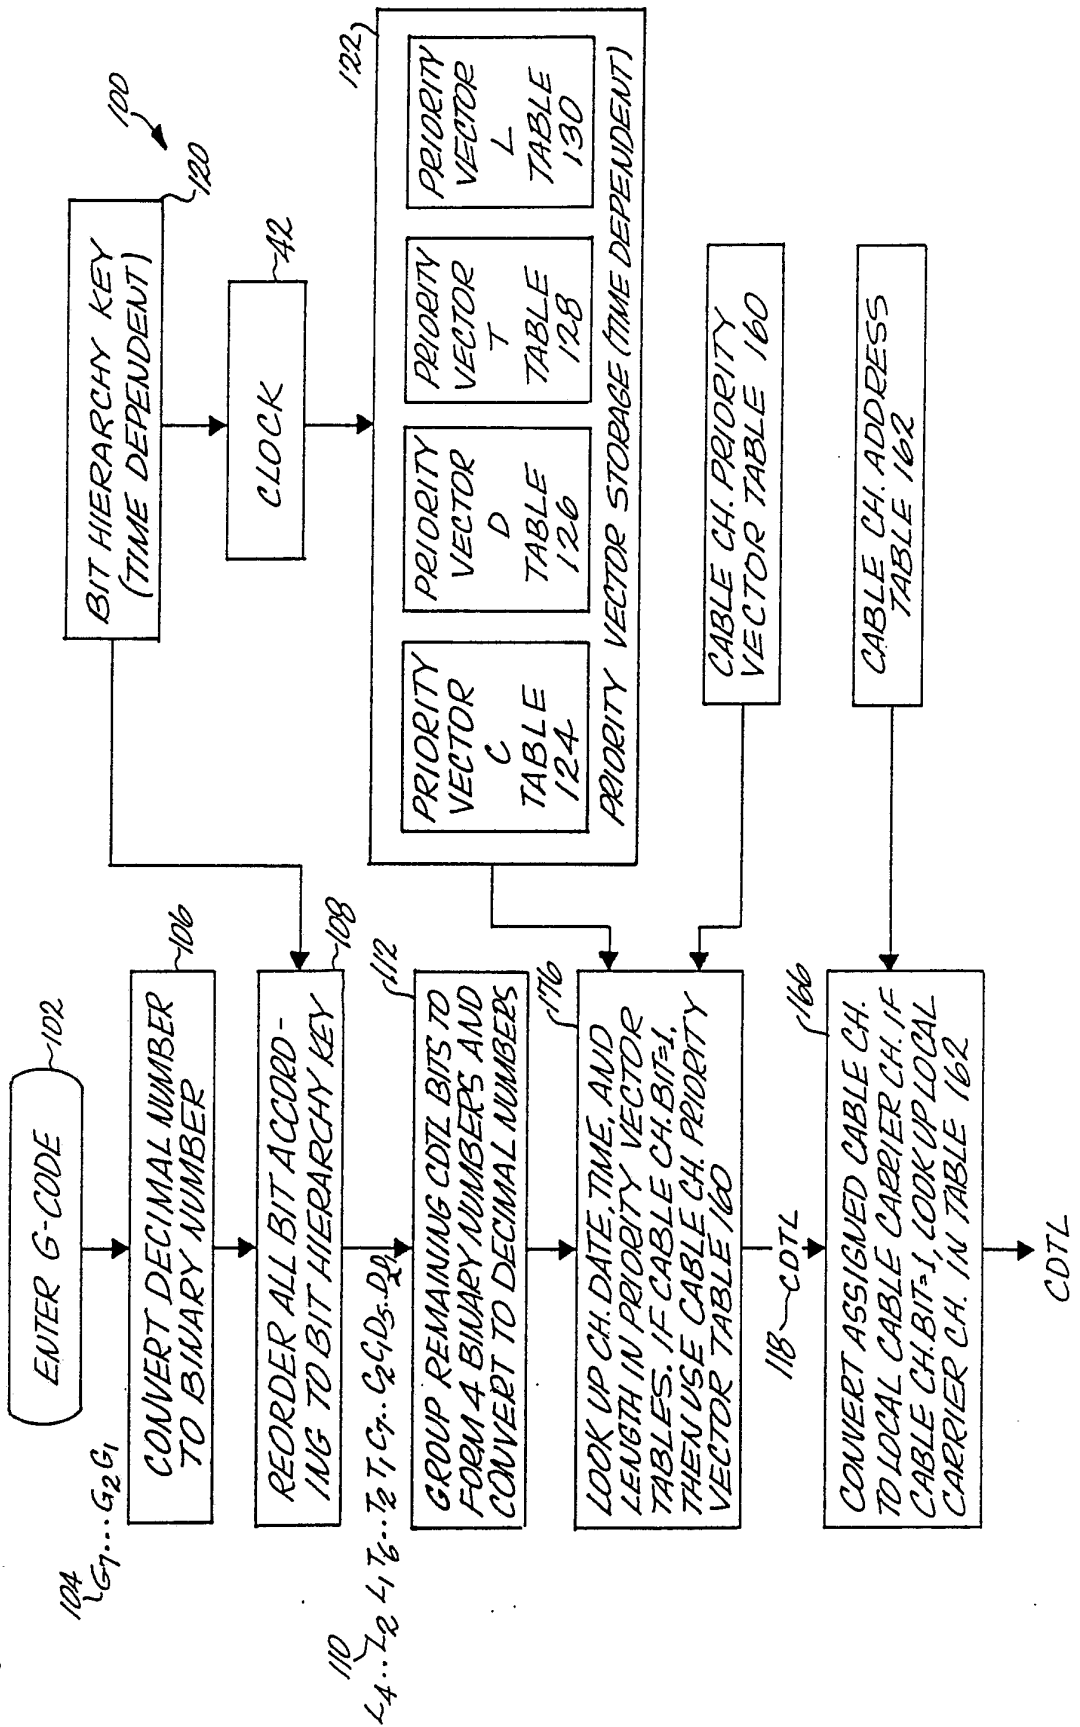 100
ENTER G-CODE
102
104
G7...G2G1
CONVERT DECIMAL NUMBER
TO BINARY NUMBER
106
BIT HIERARCHY KEY
(TIME DEPENDENT)
120
REORDER ALL BIT ACCORD-
ING TO BIT HIERARCHY KEY
108
CLOCK
42
110
L4..L2 L1 T6...T2 T1 C7..C2C1D5..D2D1
GROUP REMAINING CDTL BITS TO
FORM 4 BINARY NUMBERS AND
CONVERT TO DECIMAL NUMBERS
112
122
PRIORITY
VECTOR
C
TABLE
124
PRIORITY
VECTOR
D
TABLE
126
PRIORITY
VECTOR
T
TABLE
128
PRIORITY
VECTOR
L
TABLE
130
PRIORITY VECTOR STORAGE (TIME DEPENDENT)
LOOK UP CH. DATE, TIME, AND
LENGTH IN PRIORITY VECTOR
TABLES. IF CABLE CH. BIT=1,
THEN USE CABLE CH. PRIORITY
VECTOR TABLE 160
176
CABLE CH. PRIORITY
VECTOR TABLE 160
118
CDTL
CONVERT ASSIGNED CABLE CH.
TO LOCAL CABLE CARRIER CH. IF
CABLE CH. BIT=1, LOOK UP LOCAL
CARRIER CH. IN TABLE 162
166
CABLE CH. ADDRESS
TABLE 162
CDTL